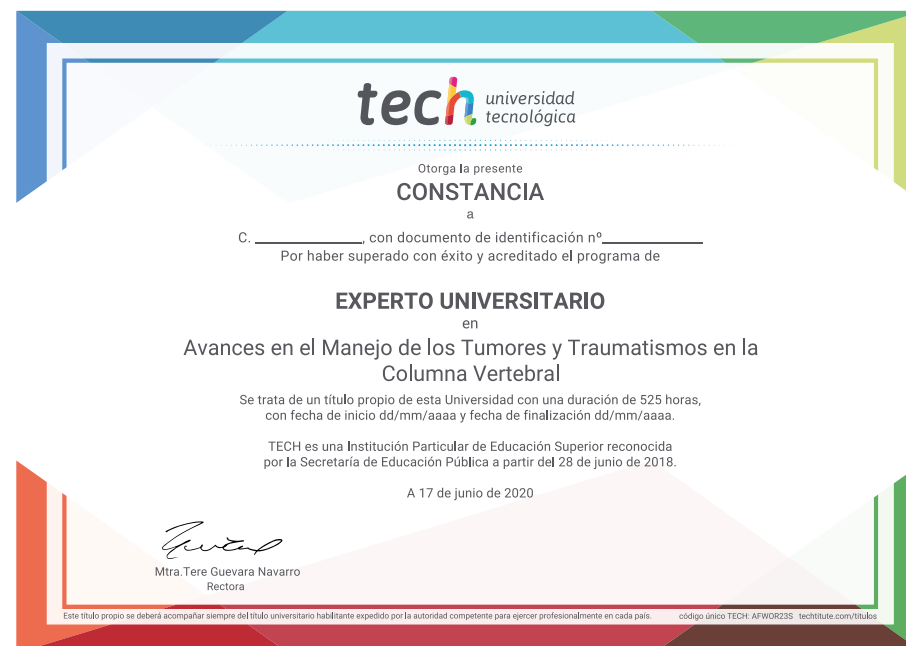 tech universidad
tecnológica
Otorga la presente
CONSTANCIA
a
C. ______________, con documento de identificación nº_____________
Por haber superado con éxito y acreditado el programa de
EXPERTO UNIVERSITARIO
en
Avances en el Manejo de los Tumores y Traumatismos en la
Columna Vertebral
Se trata de un título propio de esta Universidad con una duración de 525 horas,
con fecha de inicio dd/mm/aaaa y fecha de finalización dd/mm/aaaa.
TECH es una Institución Particular de Educación Superior reconocida
por la Secretaría de Educación Pública a partir del 28 de junio de 2018.
A 17 de junio de 2020
Mtra.Tere Guevara Navarro
Rectora
Este título propio se deberá acompañar siempre del título universitario habilitante expedido por la autoridad competente para ejercer profesionalmente en cada país.
código único TECH: AFWOR23S techtitute.com/titulos